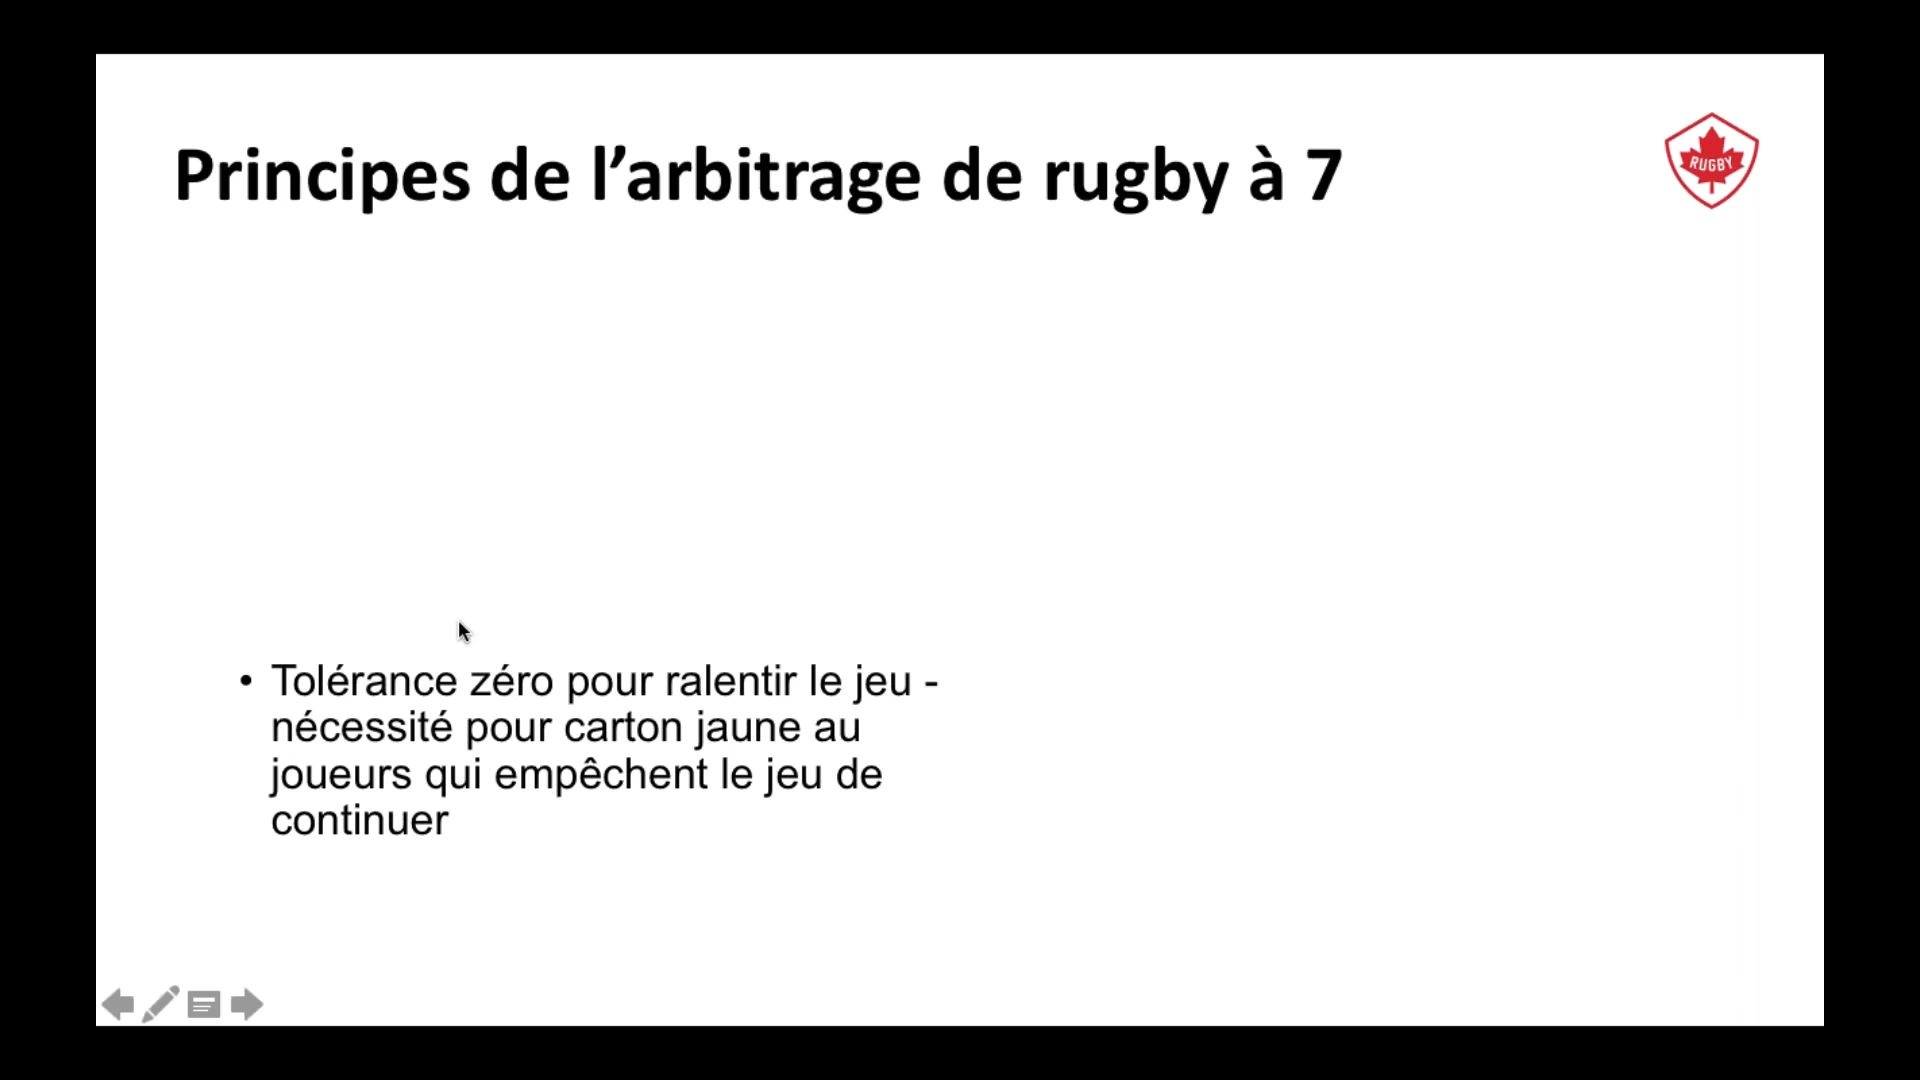 Principes de l’arbitrage de rugby à 7
RUGBY
• Tolérance zéro pour ralentir le jeu -
nécessité pour carton jaune au
joueurs qui empêchent le jeu de
continuer